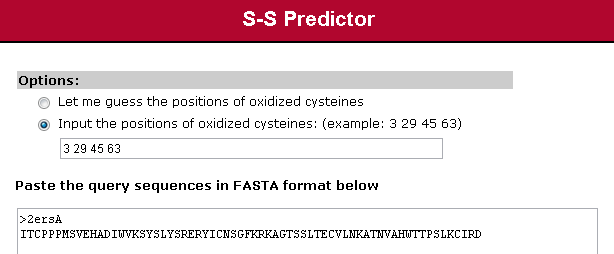 S-S Predictor
Options:
Let me guess the positions of oxidized cysteines
Input the positions of oxidized cysteines: (example: 3 29 45 63)
3 29 45 63
Paste the query sequences in FASTA format below
>2ersA
ITCPPPMSVEHADIWVKSYSLYSRERYICNSGFKRKAGTSSLTECVLNKATNVAHWTTPSLKCIRD